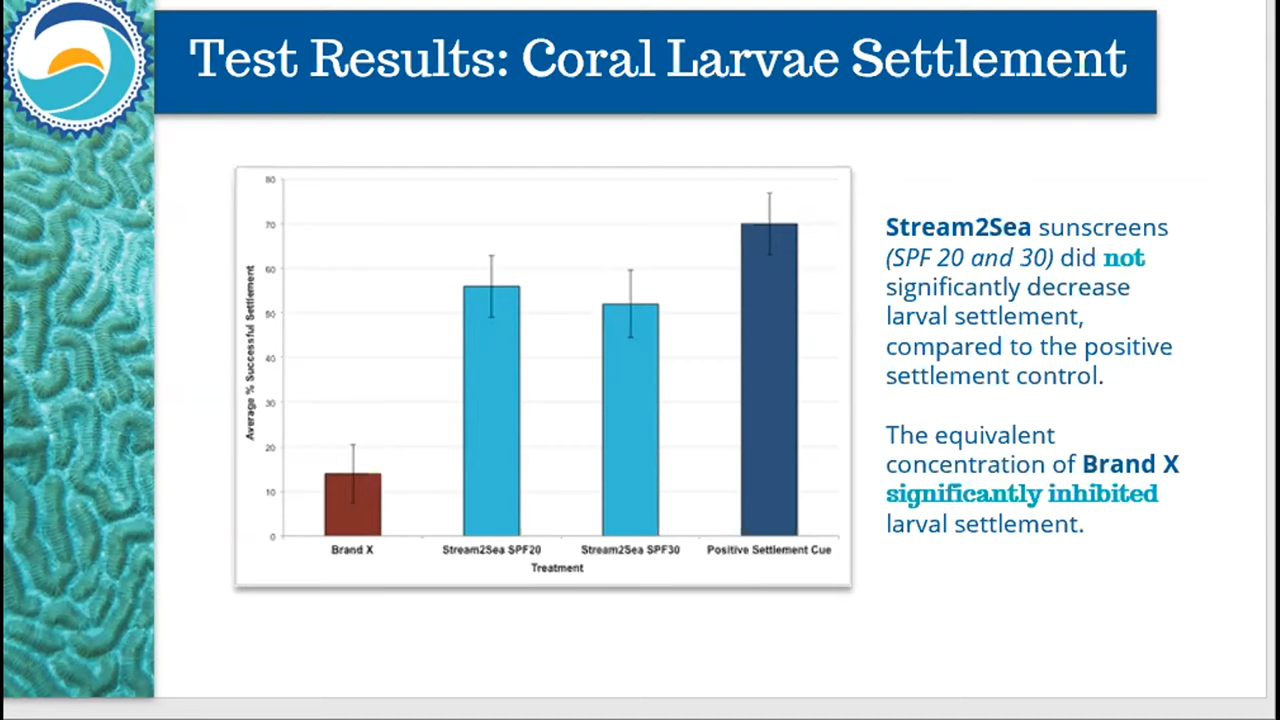 Test Results: Coral Larvae Settlement
80
70
60
50
40
30
20
10
0
Average % Successful Settlement
Brand X
Stream2Sea SPF20
Stream2Sea SPF30
Positive Settlement Cue
Treatment
Stream2Sea sunscreens
(SPF 20 and 30) did not
significantly decrease
larval settlement,
compared to the positive
settlement control.
The equivalent
concentration of Brand X
significantly inhibited
larval settlement.